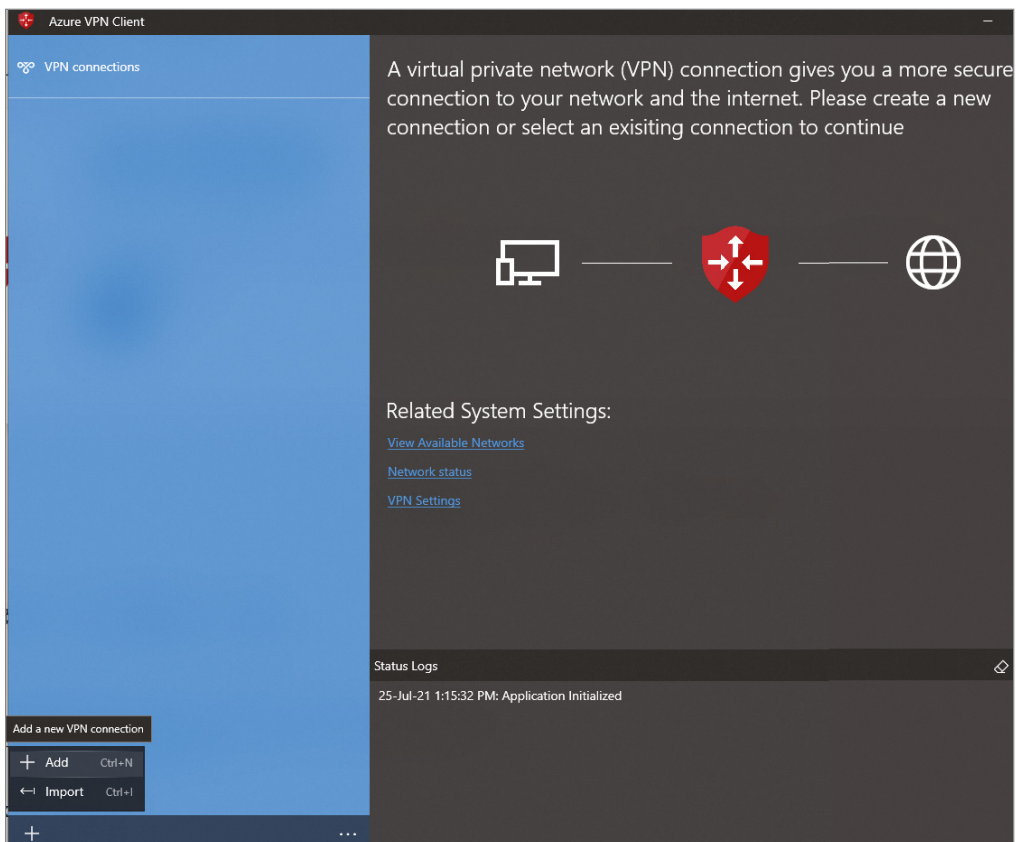 Azure VPN Client
VPN connections
A virtual private network (VPN) connection gives you a more secure
connection to your network and the internet. Please create a new
connection or select an exisiting connection to continue
Related System Settings:
View Available Networks
Network status
VPN Settings
Status Logs
25-Jul-21 1:15:32 PM: Application Initialized
Add a new VPN connection
Add Ctrl+N
Import Ctrl+I